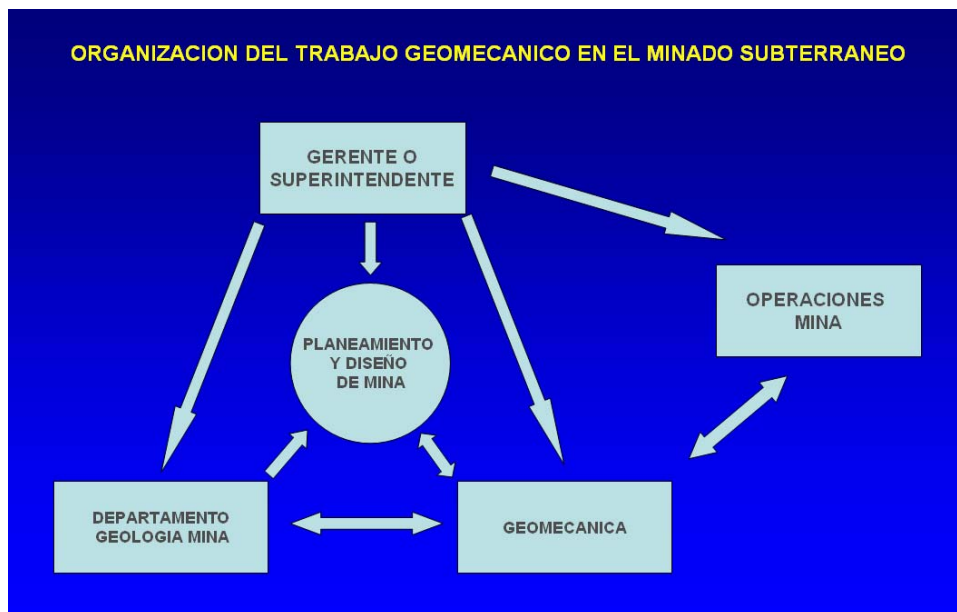 ORGANIZACION DEL TRABAJO GEOMECANICO EN EL MINADO SUBTERRANEO
GERENTE O
SUPERINTENDENTE
OPERACIONES
MINA
PLANEAMIENTO
Y DISEÑO
DE MINA
DEPARTAMENTO
GEOLOGIA MINA
GEOMECANICA